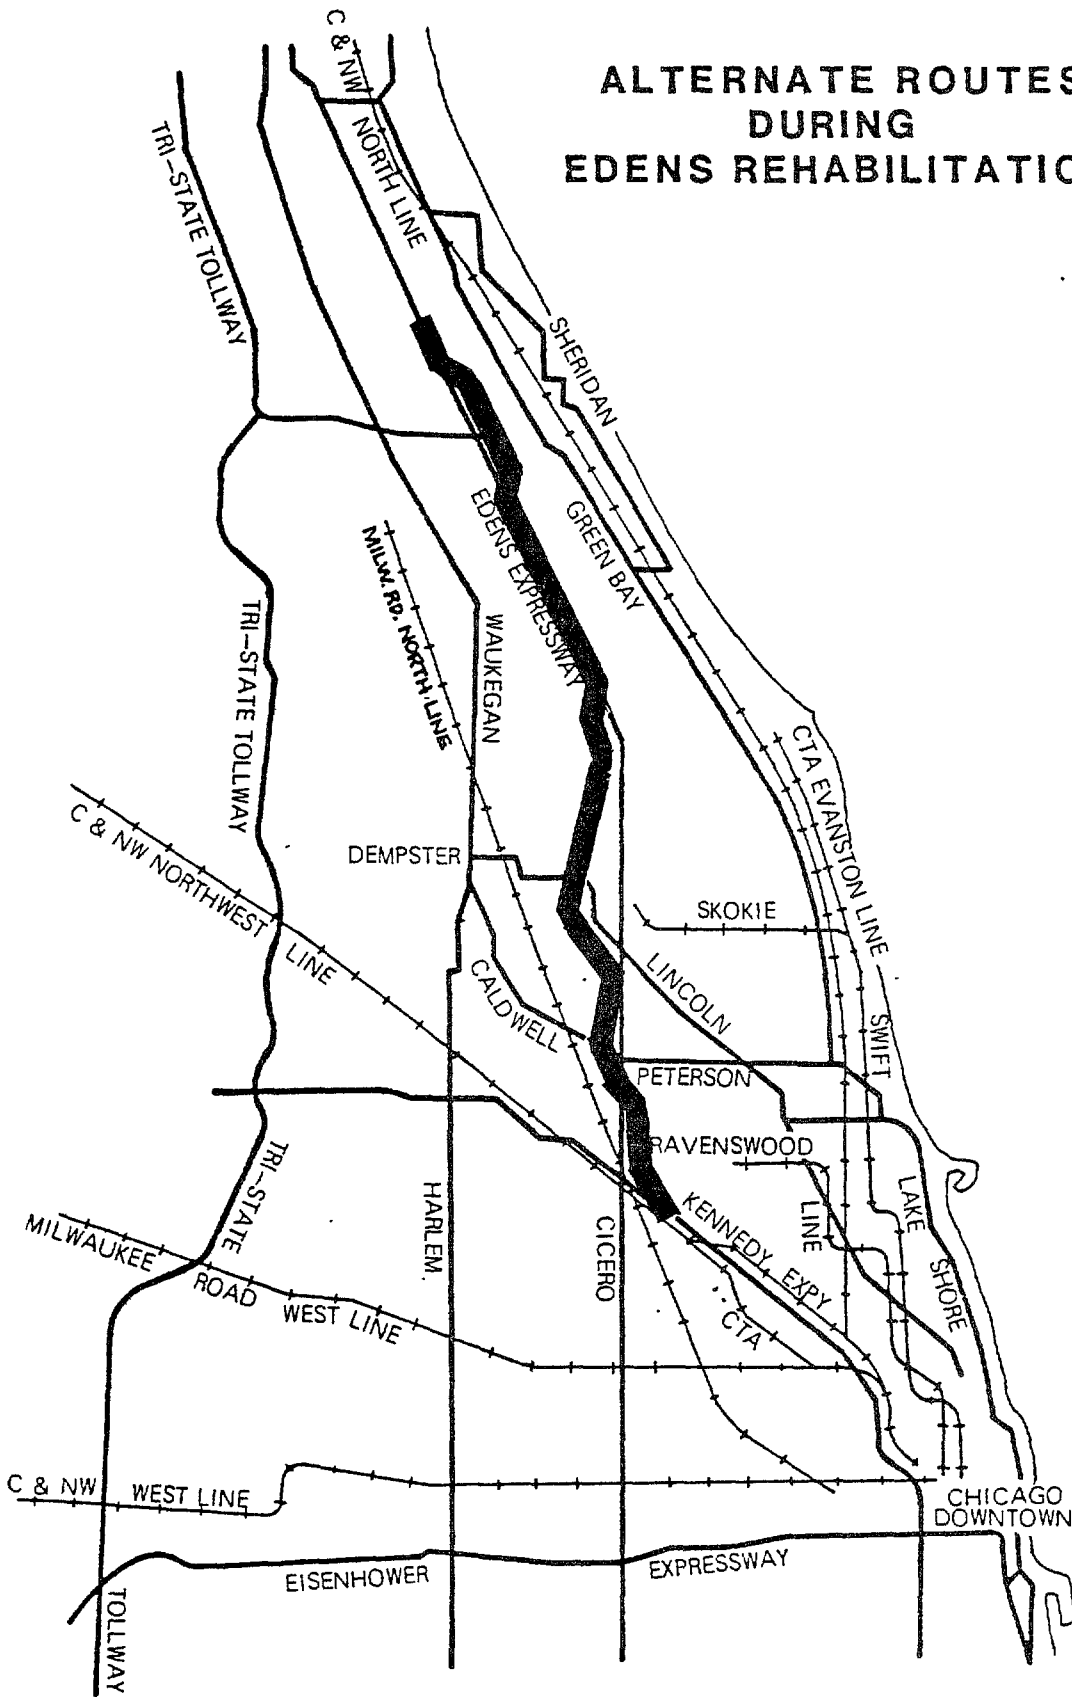 ALTERNATE ROUTES
DURING
EDENS REHABILITATIO
C & NW
NORTH LINE
TRI-STATE TOLLWAY
SHERIDAN
EDENS EXPRESSWAY
GREEN BAY
MILW. RD. NORTH LINE
WAUKEGAN
TRI-STATE TOLLWAY
CTA EVANSTON LINE
C & NW NORTHWEST LINE
DEMPSTER
SKOKIE
CALDWELL
LINCOLN
SWIFT
PETERSON
RAVENSWOOD
LINE
TRI-STATE
HARLEM
CICERO
KENNEDY EXPY
LAKE
SHORE
MILWAUKEE
ROAD
WEST LINE
CTA
C & NW
WEST LINE
CHICAGO
DOWNTOWN
EISENHOWER
EXPRESSWAY
TOLLWAY